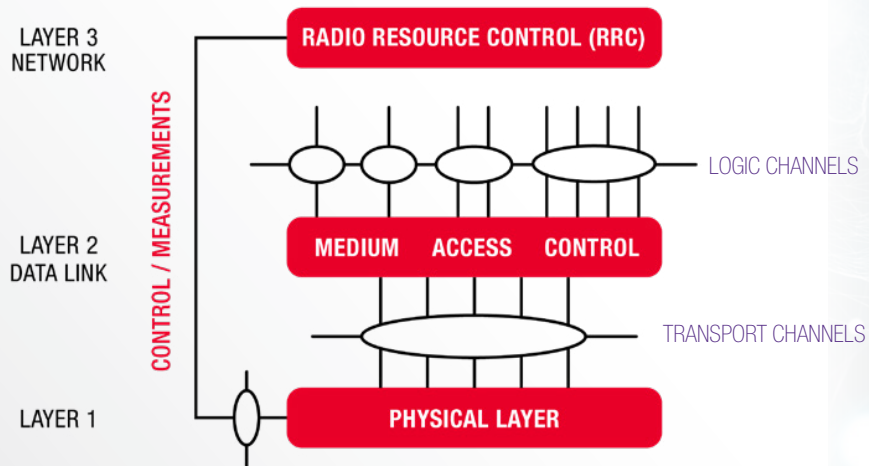 LAYER 3
NETWORK
RADIO RESOURCE CONTROL (RRC)
CONTROL / MEASUREMENTS
LOGIC CHANNELS
LAYER 2
DATA LINK
MEDIUM ACCESS CONTROL
TRANSPORT CHANNELS
LAYER 1
PHYSICAL LAYER